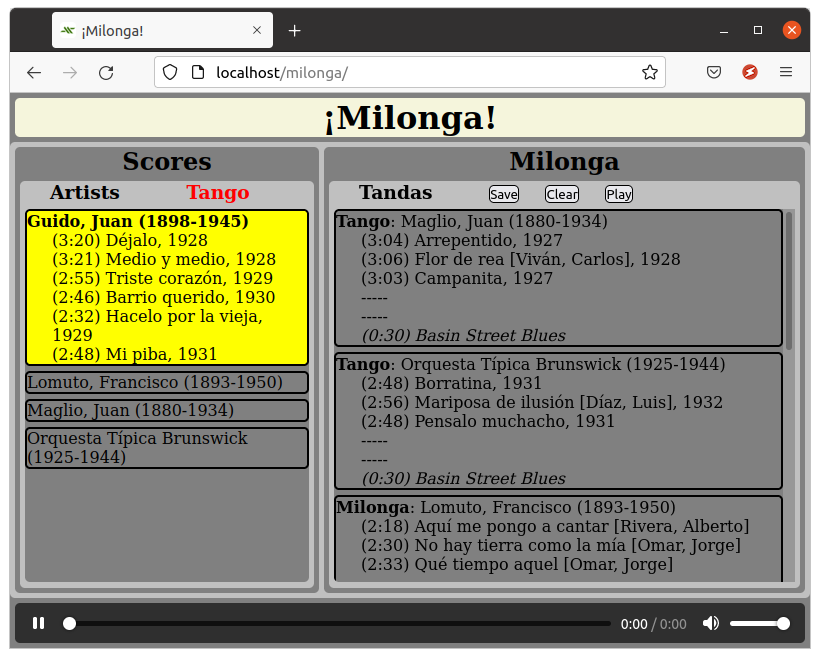 ¡Milonga!
localhost/milonga/
¡Milonga!
Scores
Artists Tango
Guido, Juan (1898-1945)
(3:20) Déjalo, 1928
(3:21) Medio y medio, 1928
(2:55) Triste corazón, 1929
(2:46) Barrio querido, 1930
(2:32) Hacelo por la vieja,
1929
(2:48) Mi piba, 1931
Lomuto, Francisco (1893-1950)
Maglio, Juan (1880-1934)
Orquesta Típica Brunswick
(1925-1944)
Milonga
Tandas Save Clear Play
Tango: Maglio, Juan (1880-1934)
(3:04) Arrepentido, 1927
(3:06) Flor de rea [Viván, Carlos], 1928
(3:03) Campanita, 1927
-----
-----
(0:30) Basin Street Blues
Tango: Orquesta Típica Brunswick (1925-1944)
(2:48) Borratina, 1931
(2:56) Mariposa de ilusión [Díaz, Luis], 1932
(2:48) Pensalo muchacho, 1931
-----
-----
(0:30) Basin Street Blues
Milonga: Lomuto, Francisco (1893-1950)
(2:18) Aquí me pongo a cantar [Rivera, Alberto]
(2:30) No hay tierra como la mía [Omar, Jorge]
(2:33) Qué tiempo aquel [Omar, Jorge]
0:00 / 0:00